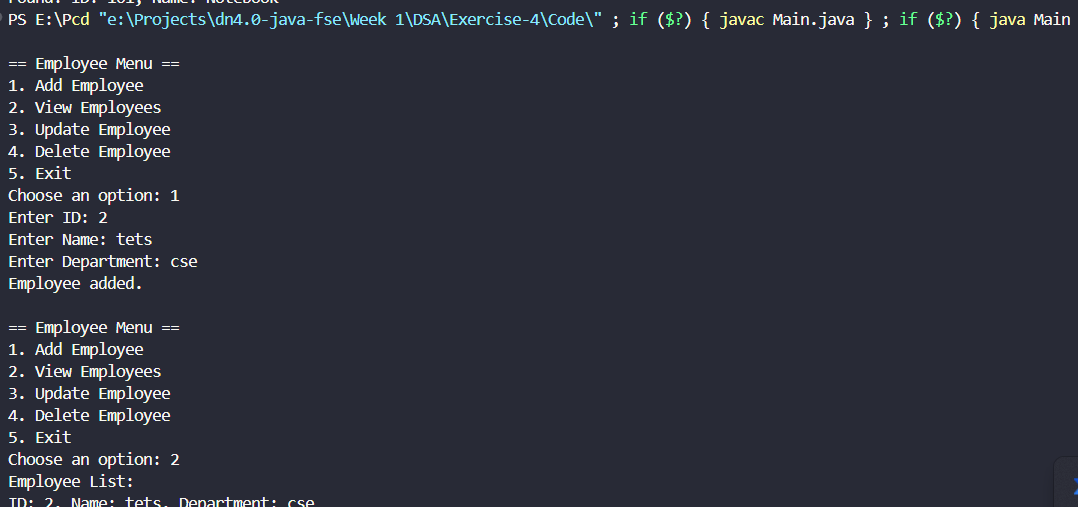 Found: ID: 101, Name: Notebook
PS E:\Pcd "e:\Projects\dn4.0-java-fse\Week 1\DSA\Exercise-4\Code\" ; if ($?) { javac Main.java } ; if ($?) { java Main
== Employee Menu ==
1. Add Employee
2. View Employees
3. Update Employee
4. Delete Employee
5. Exit
Choose an option: 1
Enter ID: 2
Enter Name: tets
Enter Department: cse
Employee added.
== Employee Menu ==
1. Add Employee
2. View Employees
3. Update Employee
4. Delete Employee
5. Exit
Choose an option: 2
Employee List:
ID: 2, Name: tets, Department: cse